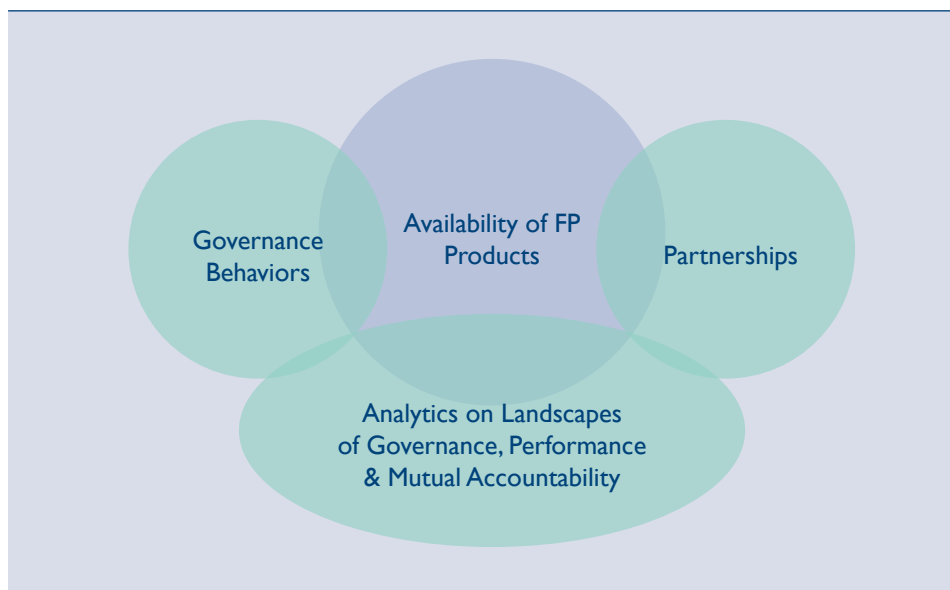 Availability of FP
Products
Governance
Behaviors
Partnerships
Analytics on Landscapes
of Governance, Performance
& Mutual Accountability